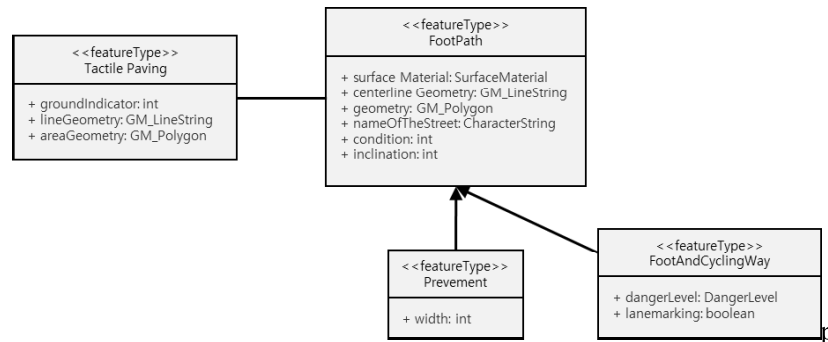 <<featureType>>
Tactile Paving
+ groundIndicator: int
+ lineGeometry: GM_LineString
+ areaGeometry: GM_Polygon
<<featureType>>
FootPath
+ surface Material: SurfaceMaterial
+ centerline Geometry: GM_LineString
+ geometry: GM_Polygon
+ nameOfTheStreet: CharacterString
+ condition: int
+ inclination: int
<<featureType>>
Prevement
+ width: int
<<featureType>>
FootAndCyclingWay
+ dangerLevel: DangerLevel
+ lanemarking: boolean